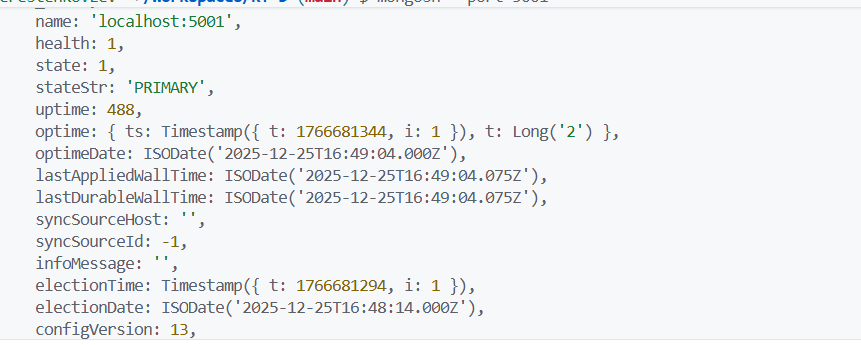 name: 'localhost:5001',
health: 1,
state: 1,
stateStr: 'PRIMARY',
uptime: 488,
optime: { ts: Timestamp({ t: 1766681344, i: 1 }), t: Long('2') },
optimeDate: ISODate('2025-12-25T16:49:04.000Z'),
lastAppliedWallTime: ISODate('2025-12-25T16:49:04.075Z'),
lastDurableWallTime: ISODate('2025-12-25T16:49:04.075Z'),
syncSourceHost: '',
syncSourceId: -1,
infoMessage: '',
electionTime: Timestamp({ t: 1766681294, i: 1 }),
electionDate: ISODate('2025-12-25T16:48:14.000Z'),
configVersion: 13,